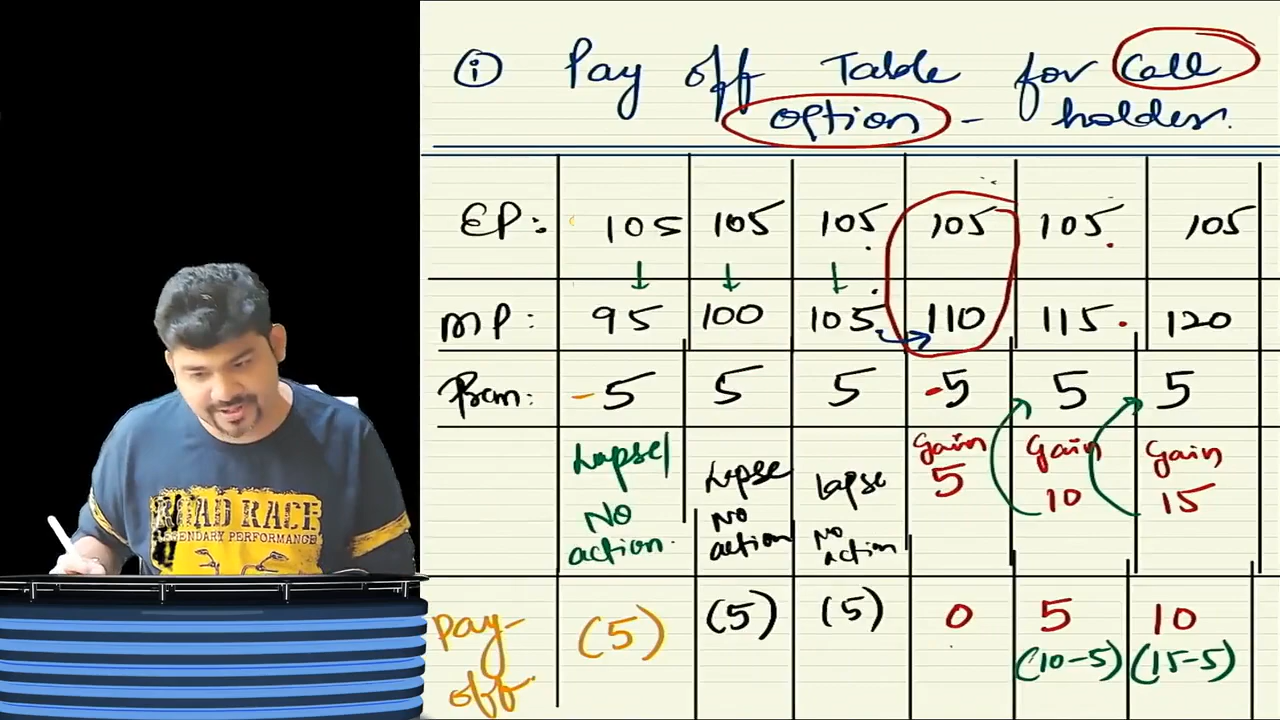 (i) Pay off Table for Call
option - holder.
EP: 105 105 105 105 105 105
MP: 95 100 105 110 115 120
Prem: -5 5 5 -5 5 5
Lapse/ Lapse Lapse Gain Gain Gain
No No No 5 10 15
action. action action
Pay-off (5) (5) (5) 0 5 10
(10-5) (15-5)
ROAD RACE
LEGENDARY PERFORMANCE